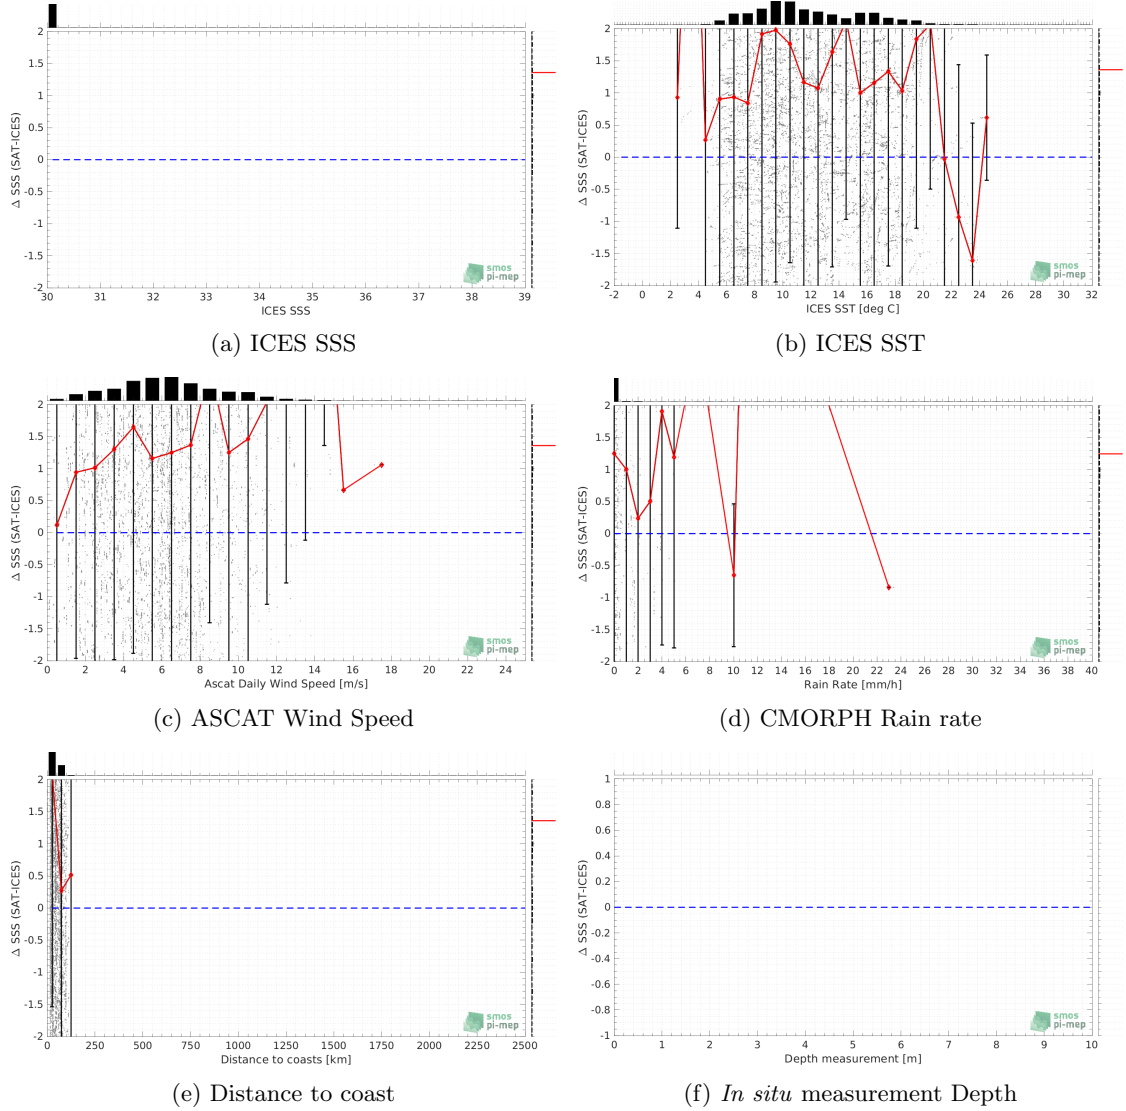 2
1.5
1
0.5
0
-0.5
-1
-1.5
-2
Δ SSS (SAT-ICES)
30 31 32 33 34 35 36 37 38 39
ICES SSS
smos
pi-mep
(a) ICES SSS
2
1.5
1
0.5
0
-0.5
-1
-1.5
-2
Δ SSS (SAT-ICES)
-2 0 2 4 6 8 10 12 14 16 18 20 22 24 26 28 30 32
ICES SST [deg C]
smos
pi-mep
(b) ICES SST
2
1.5
1
0.5
0
-0.5
-1
-1.5
-2
Δ SSS (SAT-ICES)
0 2 4 6 8 10 12 14 16 18 20 22 24
Ascat Daily Wind Speed [m/s]
smos
pi-mep
(c) ASCAT Wind Speed
2
1.5
1
0.5
0
-0.5
-1
-1.5
-2
Δ SSS (SAT-ICES)
0 2 4 6 8 10 12 14 16 18 20 22 24 26 28 30 32 34 36 38 40
Rain Rate [mm/h]
smos
pi-mep
(d) CMORPH Rain rate
2
1.5
1
0.5
0
-0.5
-1
-1.5
-2
Δ SSS (SAT-ICES)
0 250 500 750 1000 1250 1500 1750 2000 2250 2500
Distance to coasts [km]
smos
pi-mep
(e) Distance to coast
1
0.8
0.6
0.4
0.2
0
-0.2
-0.4
-0.6
-0.8
-1
Δ SSS (SAT-ICES)
0 1 2 3 4 5 6 7 8 9 10
Depth measurement [m]
smos
pi-mep
(f) In situ measurement Depth